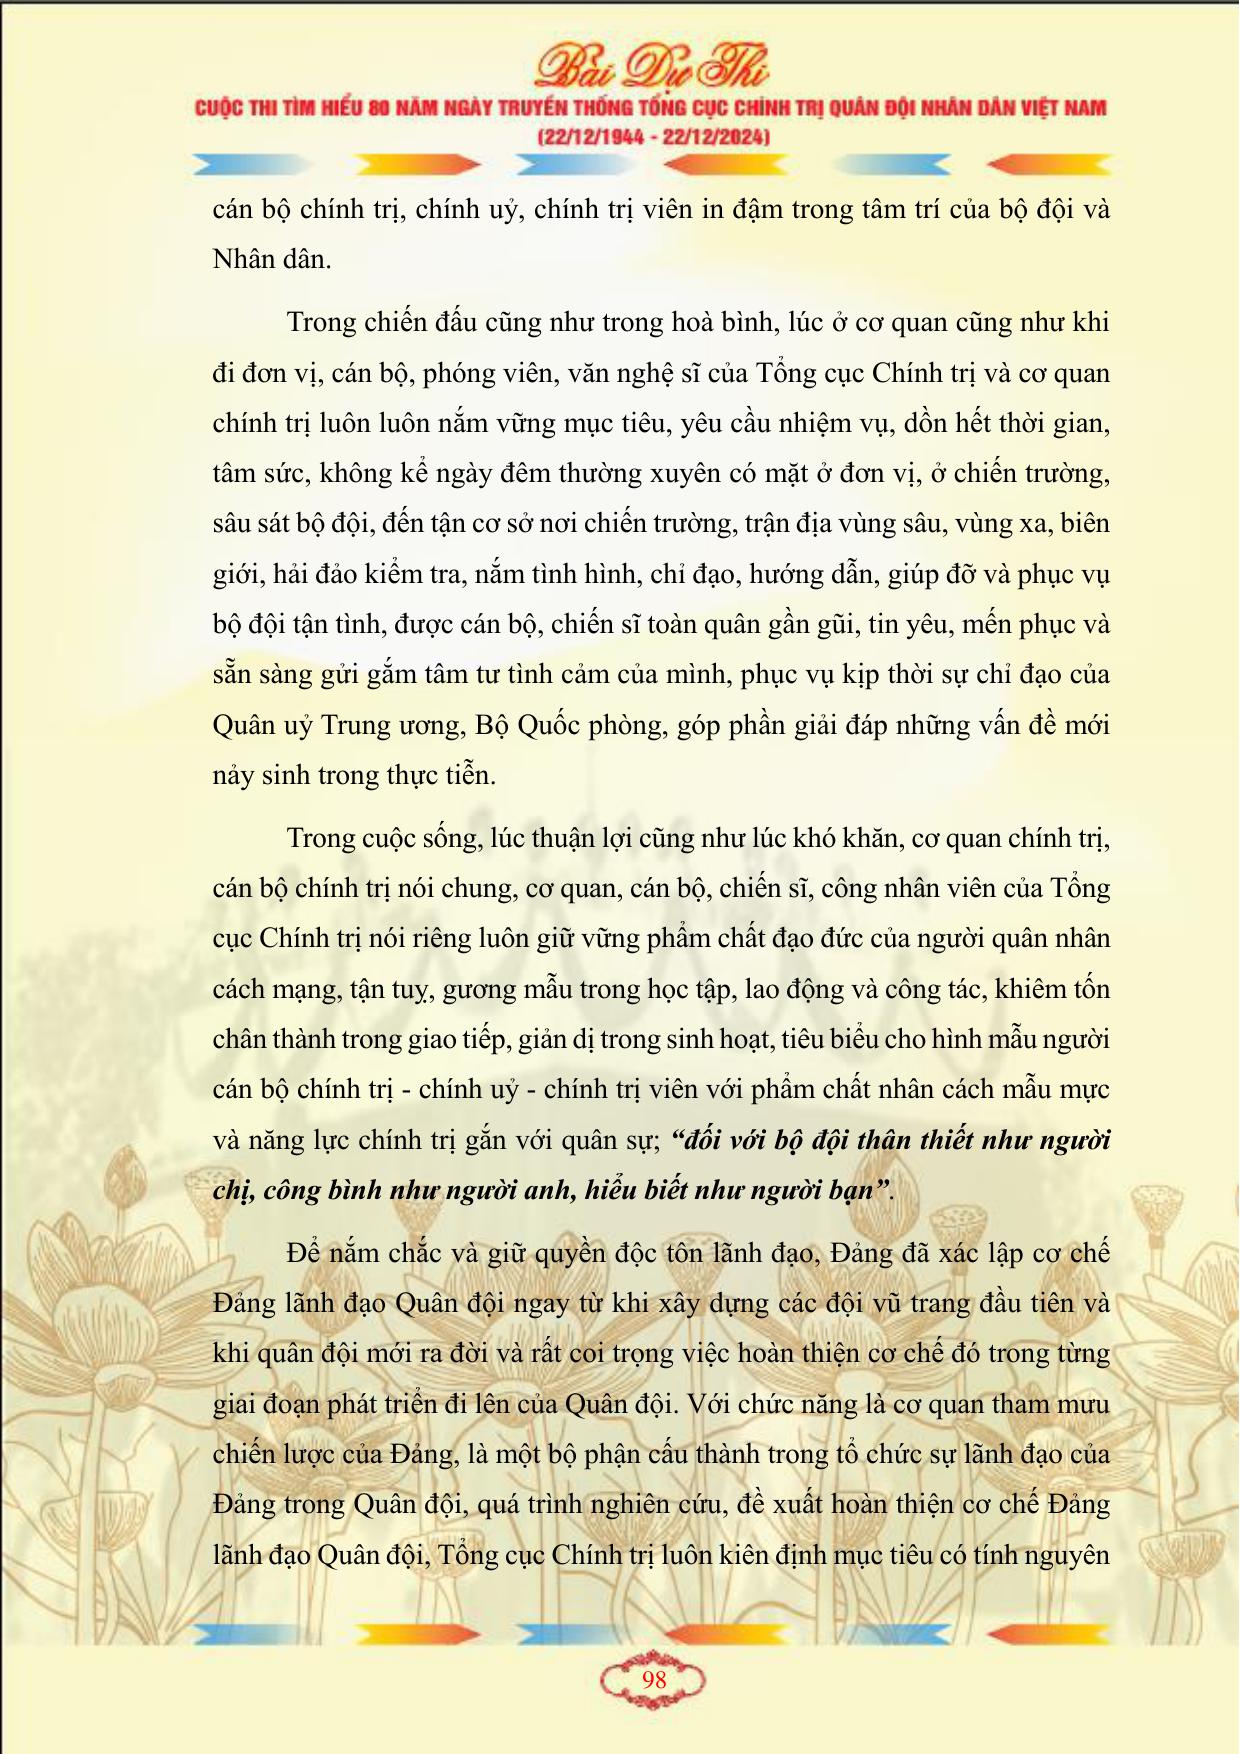 Bài Dự Thi
CUỘC THI TÌM HIỂU 80 NĂM NGÀY TRUYỀN THỐNG TỔNG CỤC CHÍNH TRỊ QUÂN ĐỘI NHÂN DÂN VIỆT NAM
(22/12/1944 - 22/12/2024)
cán bộ chính trị, chính uỷ, chính trị viên in đậm trong tâm trí của bộ đội và
Nhân dân.
Trong chiến đấu cũng như trong hoà bình, lúc ở cơ quan cũng như khi
đi đơn vị, cán bộ, phóng viên, văn nghệ sĩ của Tổng cục Chính trị và cơ quan
chính trị luôn luôn nắm vững mục tiêu, yêu cầu nhiệm vụ, dồn hết thời gian,
tâm sức, không kể ngày đêm thường xuyên có mặt ở đơn vị, ở chiến trường,
sâu sát bộ đội, đến tận cơ sở nơi chiến trường, trận địa vùng sâu, vùng xa, biên
giới, hải đảo kiểm tra, nắm tình hình, chỉ đạo, hướng dẫn, giúp đỡ và phục vụ
bộ đội tận tình, được cán bộ, chiến sĩ toàn quân gần gũi, tin yêu, mến phục và
sẵn sàng gửi gắm tâm tư tình cảm của mình, phục vụ kịp thời sự chỉ đạo của
Quân uỷ Trung ương, Bộ Quốc phòng, góp phần giải đáp những vấn đề mới
nảy sinh trong thực tiễn.
Trong cuộc sống, lúc thuận lợi cũng như lúc khó khăn, cơ quan chính trị,
cán bộ chính trị nói chung, cơ quan, cán bộ, chiến sĩ, công nhân viên của Tổng
cục Chính trị nói riêng luôn giữ vững phẩm chất đạo đức của người quân nhân
cách mạng, tận tuỵ, gương mẫu trong học tập, lao động và công tác, khiêm tốn
chân thành trong giao tiếp, giản dị trong sinh hoạt, tiêu biểu cho hình mẫu người
cán bộ chính trị - chính uỷ - chính trị viên với phẩm chất nhân cách mẫu mực
và năng lực chính trị gắn với quân sự; “đối với bộ đội thân thiết như người
chị, công bình như người anh, hiểu biết như người bạn”.
Để nắm chắc và giữ quyền độc tôn lãnh đạo, Đảng đã xác lập cơ chế
Đảng lãnh đạo Quân đội ngay từ khi xây dựng các đội vũ trang đầu tiên và
khi quân đội mới ra đời và rất coi trọng việc hoàn thiện cơ chế đó trong từng
giai đoạn phát triển đi lên của Quân đội. Với chức năng là cơ quan tham mưu
chiến lược của Đảng, là một bộ phận cấu thành trong tổ chức sự lãnh đạo của
Đảng trong Quân đội, quá trình nghiên cứu, đề xuất hoàn thiện cơ chế Đảng
lãnh đạo Quân đội, Tổng cục Chính trị luôn kiên định mục tiêu có tính nguyên
98